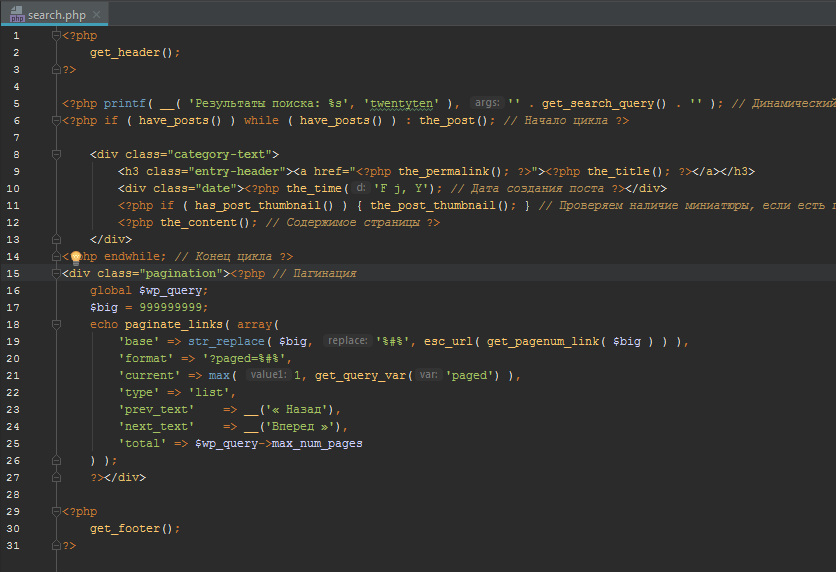 search.php
1 <?php
2 get_header();
3 ?>
4
5 <?php printf( __( 'Результаты поиска: %s', 'twentyten' ), args: '' . get_search_query() . '' ); // Динамический
6 <?php if ( have_posts() ) while ( have_posts() ) : the_post(); // Начало цикла ?>
7
8 <div class="category-text">
9 <h3 class="entry-header"><a href="<?php the_permalink(); ?>"><?php the_title(); ?></a></h3>
10 <div class="date"><?php the_time( d: 'F j, Y'); // Дата создания поста ?></div>
11 <?php if ( has_post_thumbnail() ) { the_post_thumbnail(); } // Проверяем наличие миниатюры, если есть
12 <?php the_content(); // Содержимое страницы ?>
13 </div>
14 <?php endwhile; // Конец цикла ?>
15 <div class="pagination"><?php // Пагинация
16 global $wp_query;
17 $big = 999999999;
18 echo paginate_links( array(
19 'base' => str_replace( $big, replace: '%#%', esc_url( get_pagenum_link( $big ) ) ),
20 'format' => '?paged=%#%',
21 'current' => max( value1: 1, get_query_var( var: 'paged') ),
22 'type' => 'list',
23 'prev_text' => __('« Назад'),
24 'next_text' => __('Вперед »'),
25 'total' => $wp_query->max_num_pages
26 ) );
27 ?></div>
28
29 <?php
30 get_footer();
31 ?>